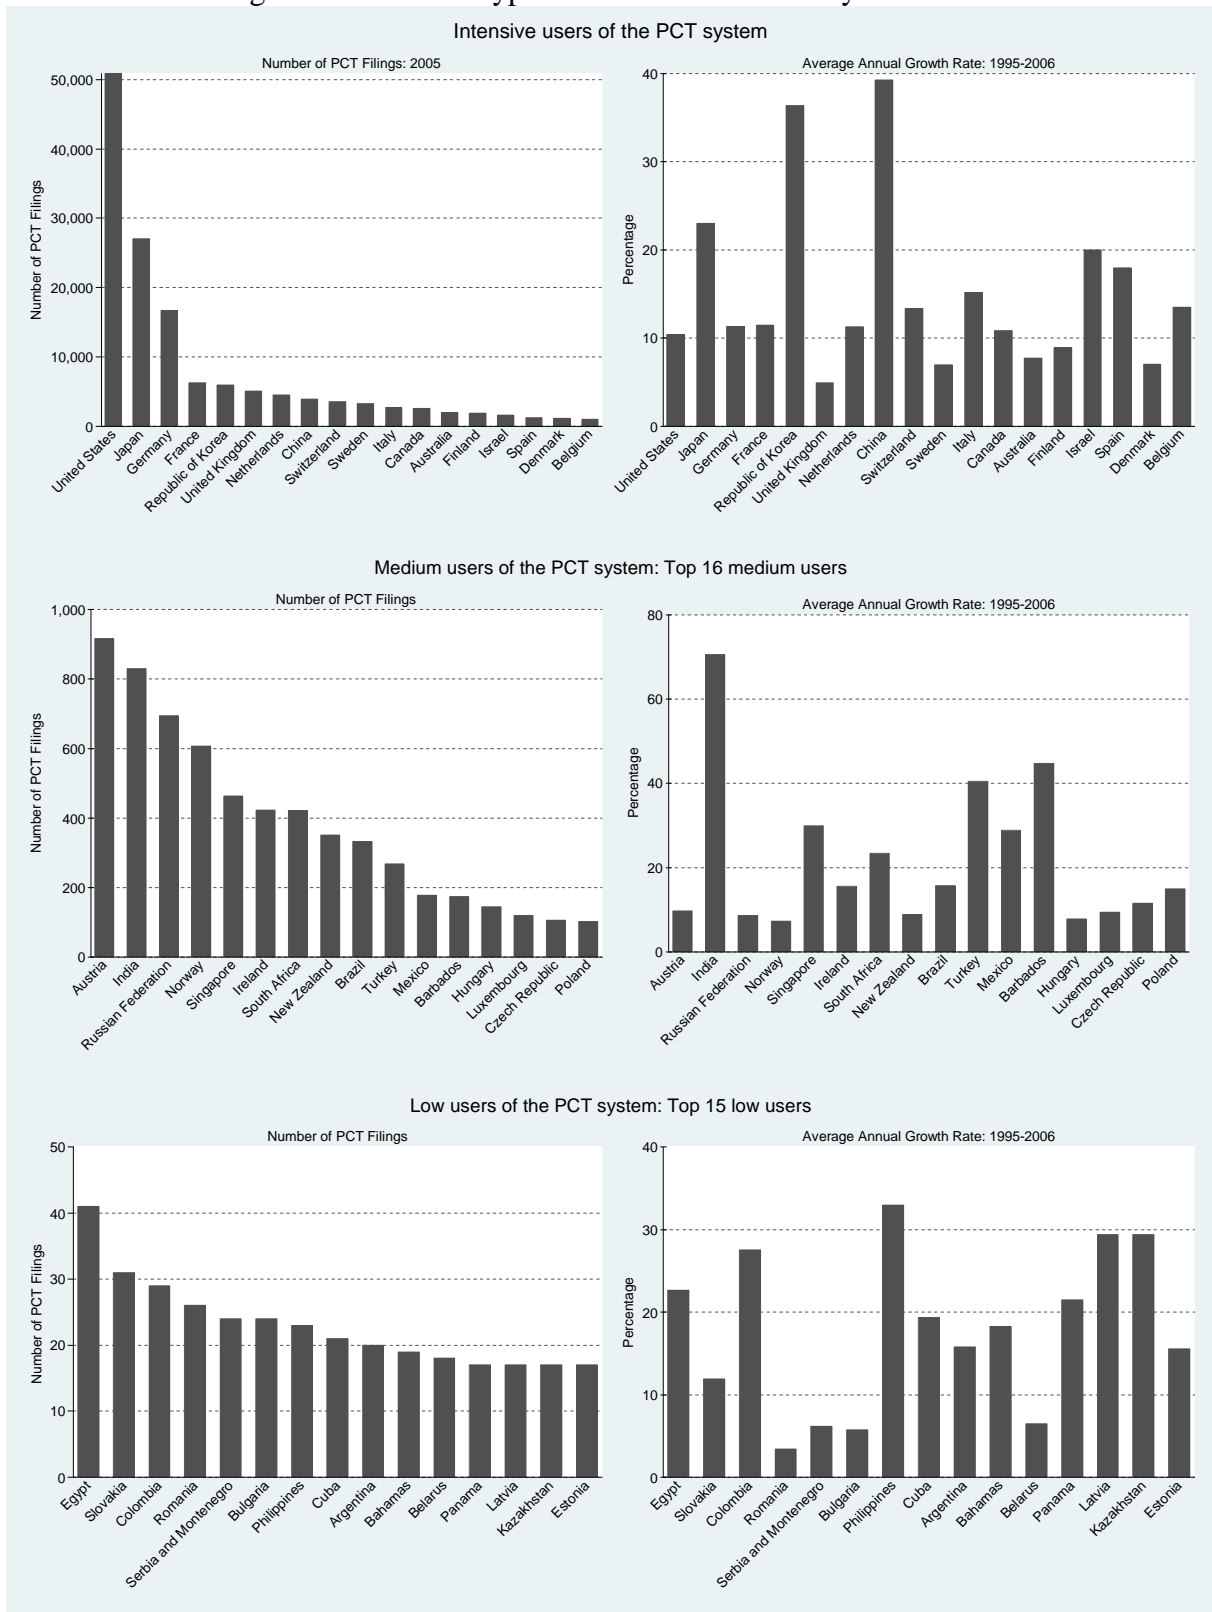 Intensive users of the PCT system
Number of PCT Filings: 2005
Number of PCT Filings
50,000
40,000
30,000
20,000
10,000
0
United States
Japan
Germany
France
Republic of Korea
United Kingdom
Netherlands
China
Switzerland
Sweden
Italy
Canada
Australia
Finland
Israel
Spain
Denmark
Belgium
Average Annual Growth Rate: 1995-2006
Percentage
40
30
20
10
0
United States
Japan
Germany
France
Republic of Korea
United Kingdom
Netherlands
China
Switzerland
Sweden
Italy
Canada
Australia
Finland
Israel
Spain
Denmark
Belgium
Medium users of the PCT system: Top 16 medium users
Number of PCT Filings
Number of PCT Filings
1,000
800
600
400
200
0
Austria
India
Russian Federation
Norway
Singapore
Ireland
South Africa
New Zealand
Brazil
Turkey
Mexico
Barbados
Hungary
Luxembourg
Czech Republic
Poland
Average Annual Growth Rate: 1995-2006
Percentage
80
60
40
20
0
Austria
India
Russian Federation
Norway
Singapore
Ireland
South Africa
New Zealand
Brazil
Turkey
Mexico
Barbados
Hungary
Luxembourg
Czech Republic
Poland
Low users of the PCT system: Top 15 low users
Number of PCT Filings
Number of PCT Filings
50
40
30
20
10
0
Egypt
Slovakia
Colombia
Romania
Serbia and Montenegro
Bulgaria
Philippines
Cuba
Argentina
Bahamas
Belarus
Panama
Latvia
Kazakhstan
Estonia
Average Annual Growth Rate: 1995-2006
Percentage
40
30
20
10
0
Egypt
Slovakia
Colombia
Romania
Serbia and Montenegro
Bulgaria
Philippines
Cuba
Argentina
Bahamas
Belarus
Panama
Latvia
Kazakhstan
Estonia